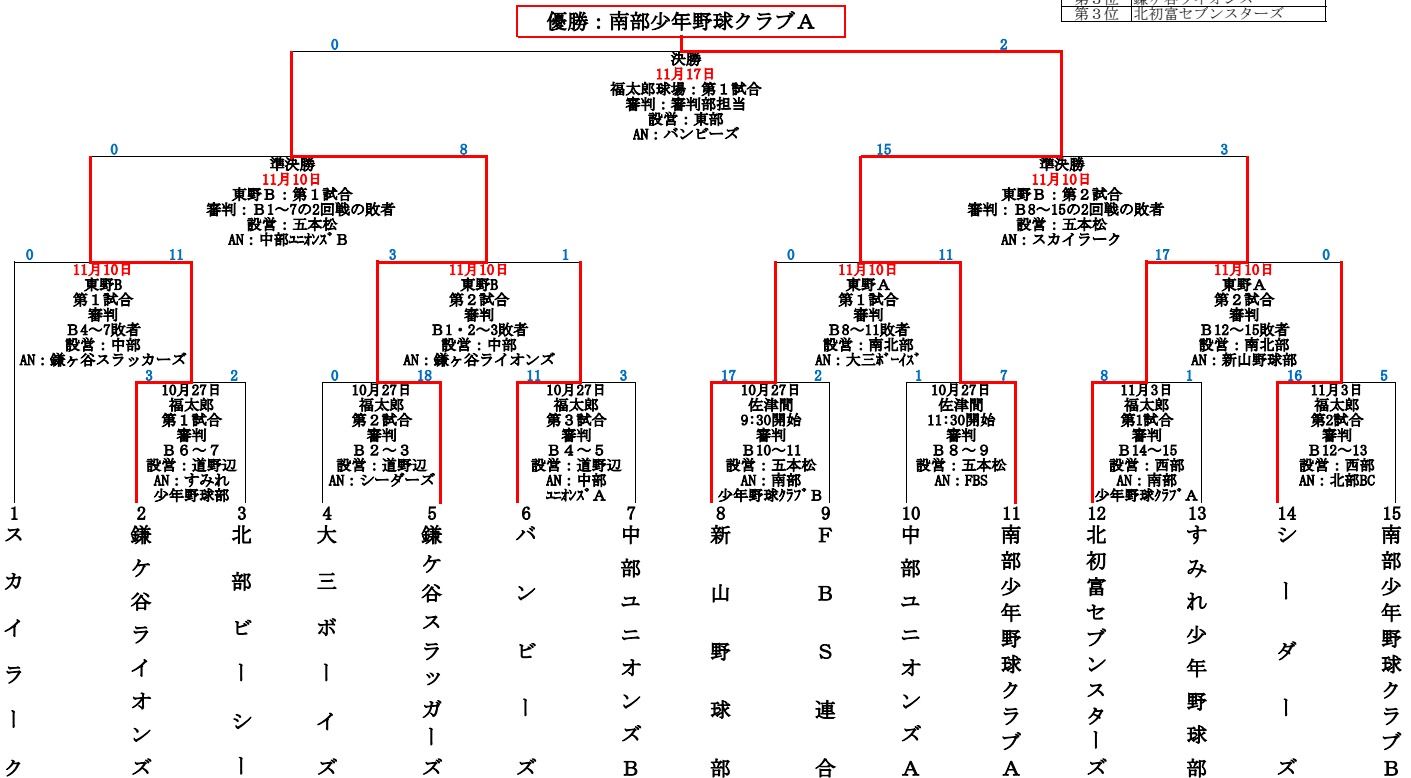 優勝：南部少年野球クラブA
第３位 鎌ケ谷ライオンズ
第３位 北初富セブンスターズ
0 2
決勝
11月17日
福太郎球場：第１試合
審判：審判部担当
設営：東部
AN：バンビーズ
0 8
準決勝
11月10日
東野Ｂ：第１試合
審判：Ｂ1～7の2回戦の敗者
設営：五本松
AN：中部ﾕﾆｵﾝｽﾞＢ
15 3
準決勝
11月10日
東野Ｂ：第２試合
審判：Ｂ8～15の2回戦の敗者
設営：五本松
AN：スカイラーク
0 11
11月10日
東野B
第１試合
審判
Ｂ4～7敗者
設営：中部
AN：鎌ヶ谷スラッカーズ
3 1
11月10日
東野B
第２試合
審判
Ｂ1・2～3敗者
設営：中部
AN：鎌ヶ谷ライオンズ
0 11
11月10日
東野Ａ
第１試合
審判
Ｂ8～11敗者
設営：南北部
AN：大三ﾎﾞｰｲｽﾞ
17 0
11月10日
東野Ａ
第２試合
審判
Ｂ12～15敗者
設営：南北部
AN：新山野球部
3 2
10月27日
福太郎
第１試合
審判
Ｂ６～７
設営：道野辺
AN：すみれ
少年野球部
0 18
10月27日
福太郎
第２試合
審判
Ｂ２～３
設営：道野辺
AN：シーダーズ
11 3
10月27日
福太郎
第３試合
審判
Ｂ４～５
設営：道野辺
AN：中部
ﾕﾆｵﾝｽﾞＡ
17 2
10月27日
佐津間
9:30開始
審判
Ｂ10～11
設営：五本松
AN：南部
少年野球ｸﾗﾌﾞＢ
1 7
10月27日
佐津間
11:30開始
審判
Ｂ８～９
設営：五本松
AN：FBS
8 1
11月3日
福太郎
第1試合
審判
Ｂ14～15
設営：西部
AN：南部
少年野球ｸﾗﾌﾞＡ
16 5
11月3日
福太郎
第2試合
審判
Ｂ12～13
設営：西部
AN：北部BC
1 スカイラーク
2 鎌ケ谷ライオンズ
3 北部ビーシー
4 大三ボーイズ
5 鎌ケ谷スラッガーズ
6 バンビーズ
7 中部ユニオンズＢ
8 新山野球部
9 ＦＢＳ連合
10 中部ユニオンズＡ
11 南部少年野球クラブＡ
12 北初富セブンスターズ
13 すみれ少年野球部
14 シーダーズ
15 南部少年野球クラブＢ